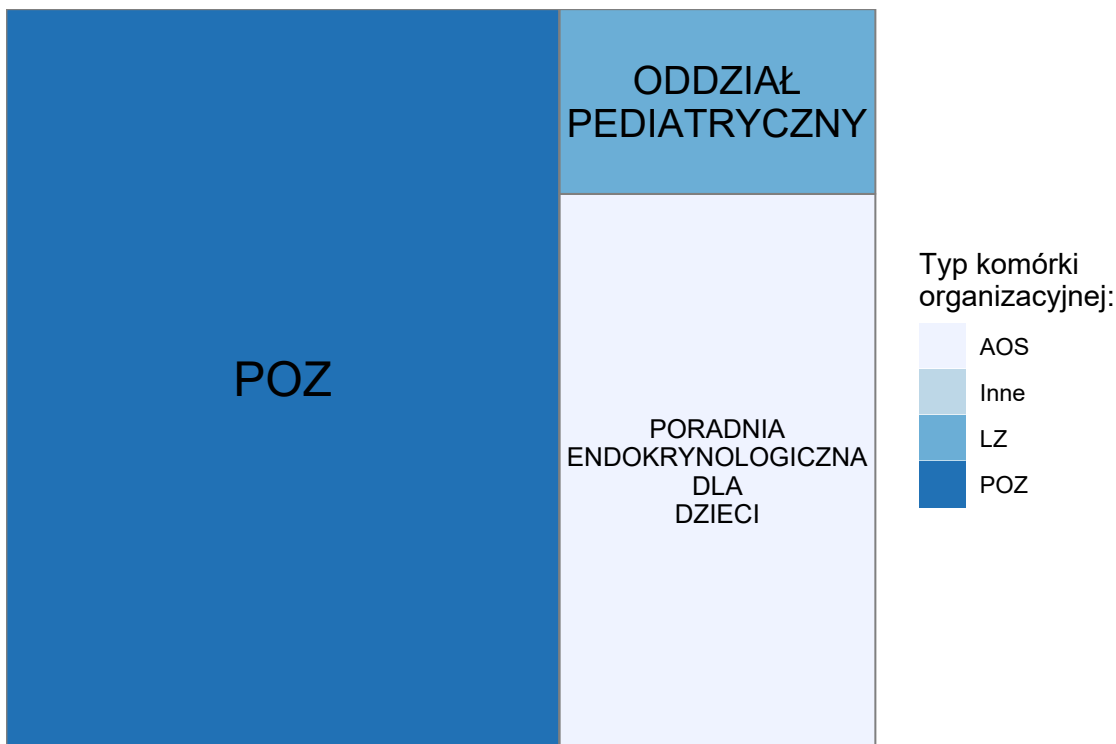 ODDZIAŁ
PEDIATRYCZNY
POZ
PORADNIA
ENDOKRYNOLOGICZNA
DLA
DZIECI
Typ komórki
organizacyjnej:
AOS
Inne
LZ
POZ